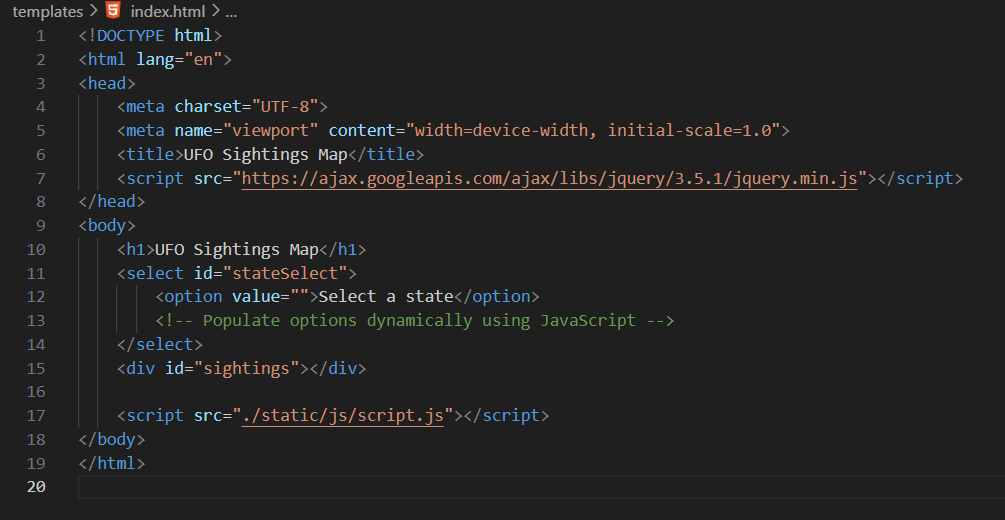 templates > index.html > ...
1 <!DOCTYPE html>
2 <html lang="en">
3 <head>
4     <meta charset="UTF-8">
5     <meta name="viewport" content="width=device-width, initial-scale=1.0">
6     <title>UFO Sightings Map</title>
7     <script src="https://ajax.googleapis.com/ajax/libs/jquery/3.5.1/jquery.min.js"></script>
8 </head>
9 <body>
10     <h1>UFO Sightings Map</h1>
11     <select id="stateSelect">
12         <option value="">Select a state</option>
13         <!-- Populate options dynamically using JavaScript -->
14     </select>
15     <div id="sightings"></div>
16
17     <script src="./static/js/script.js"></script>
18 </body>
19 </html>
20